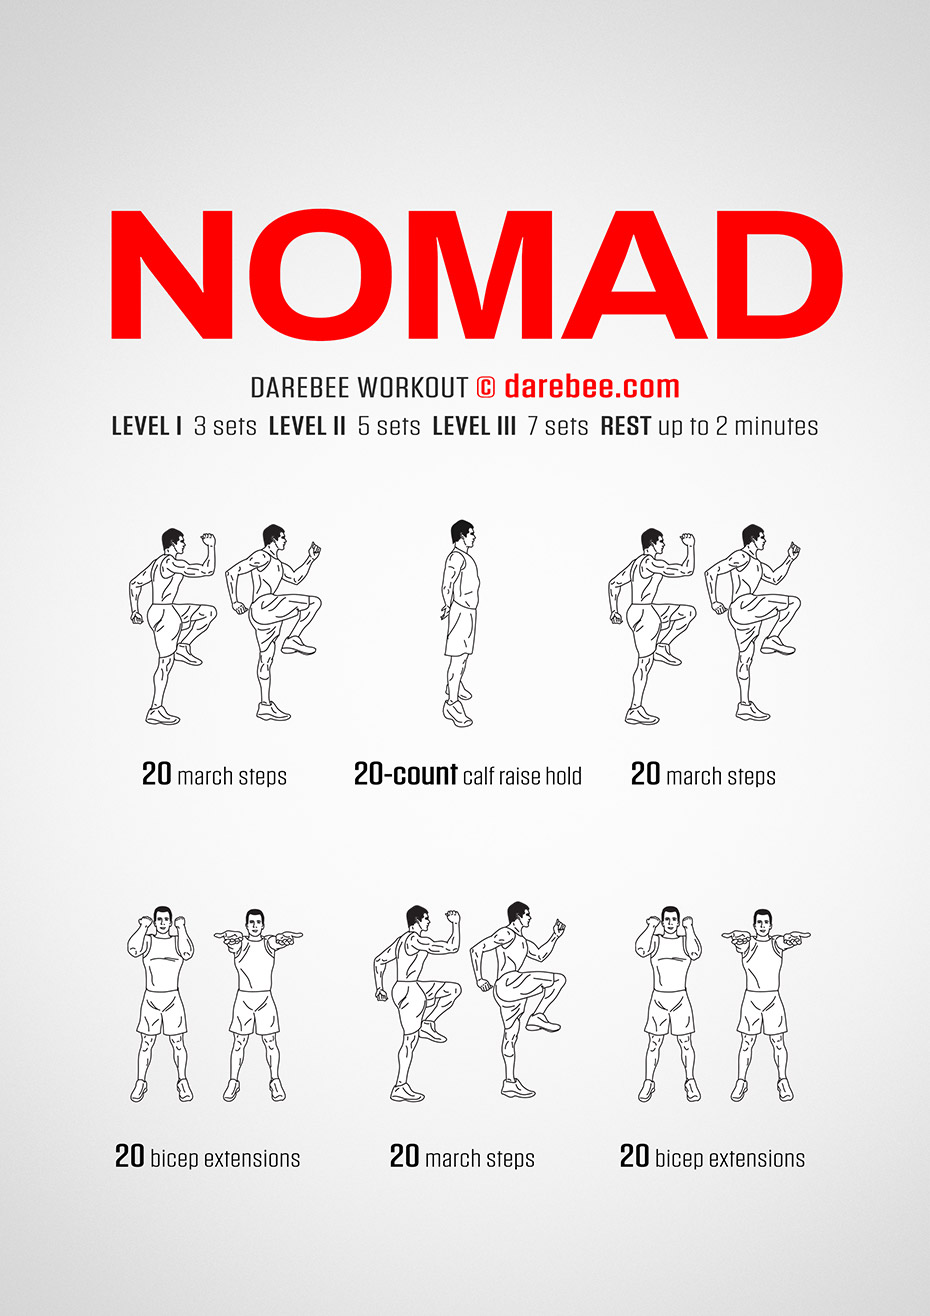 NOMAD
DAREBEE WORKOUT © darebee.com
LEVEL I 3 sets LEVEL II 5 sets LEVEL III 7 sets REST up to 2 minutes
20 march steps
20-count calf raise hold
20 march steps
20 bicep extensions
20 march steps
20 bicep extensions